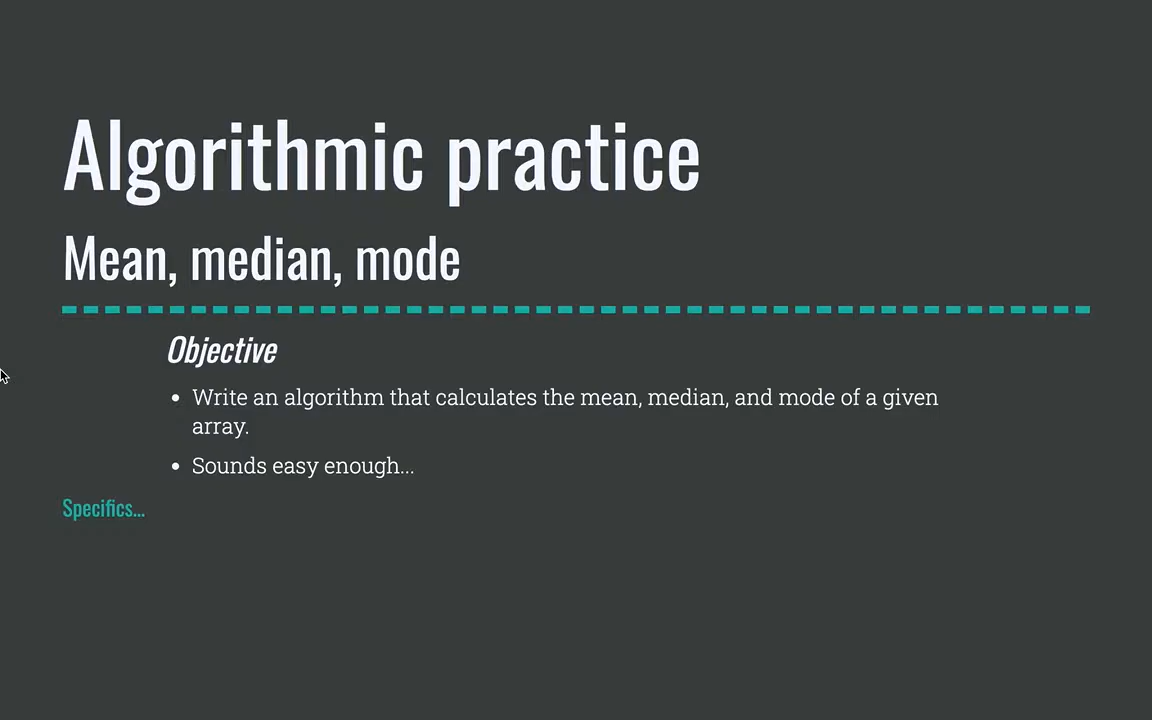 Algorithmic practice
Mean, median, mode
Objective
• Write an algorithm that calculates the mean, median, and mode of a given
array.
• Sounds easy enough...
Specifics...